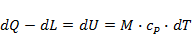 dQ − dL = dU = M · c_P · dT